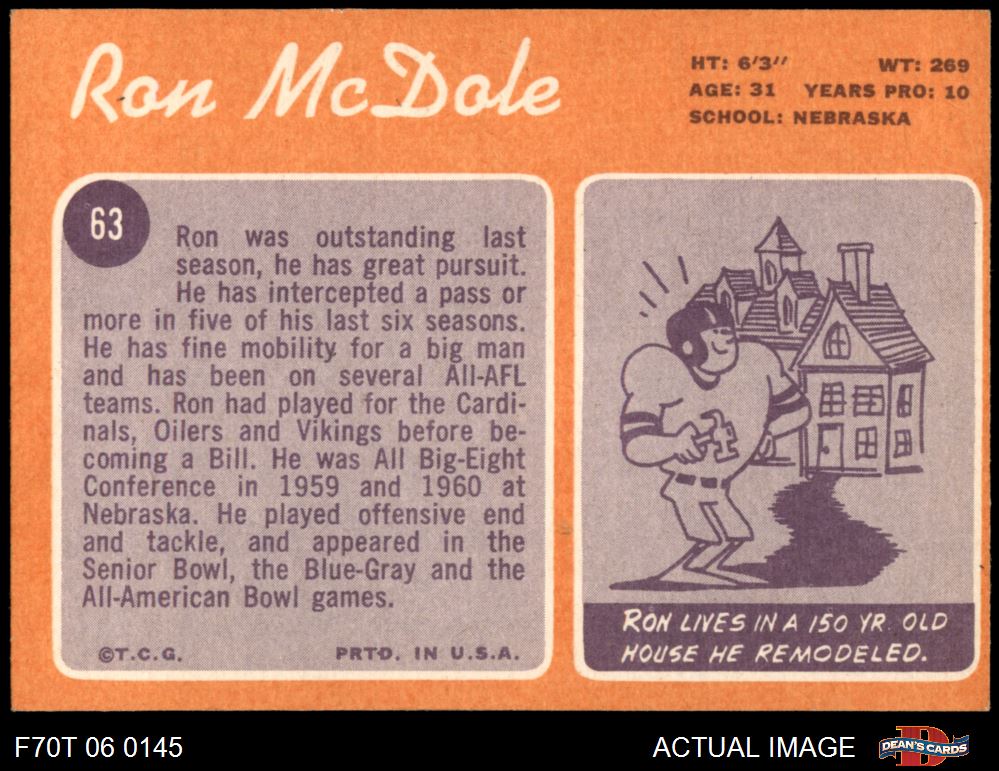 Ron McDole
HT: 6'3" WT: 269
AGE: 31 YEARS PRO: 10
SCHOOL: NEBRASKA
63
Ron was outstanding last
season, he has great pursuit.
He has intercepted a pass or
more in five of his last six seasons.
He has fine mobility for a big man
and has been on several All-AFL
teams. Ron had played for the Cardi-
nals, Oilers and Vikings before be-
coming a Bill. He was All Big-Eight
Conference in 1959 and 1960 at
Nebraska. He played offensive end
and tackle, and appeared in the
Senior Bowl, the Blue-Gray and the
All-American Bowl games.
©T.C.G. PRTD. IN U.S.A.
RON LIVES IN A 150 YR. OLD
HOUSE HE REMODELED.
F70T 06 0145 ACTUAL IMAGE DEAN'S CARDS